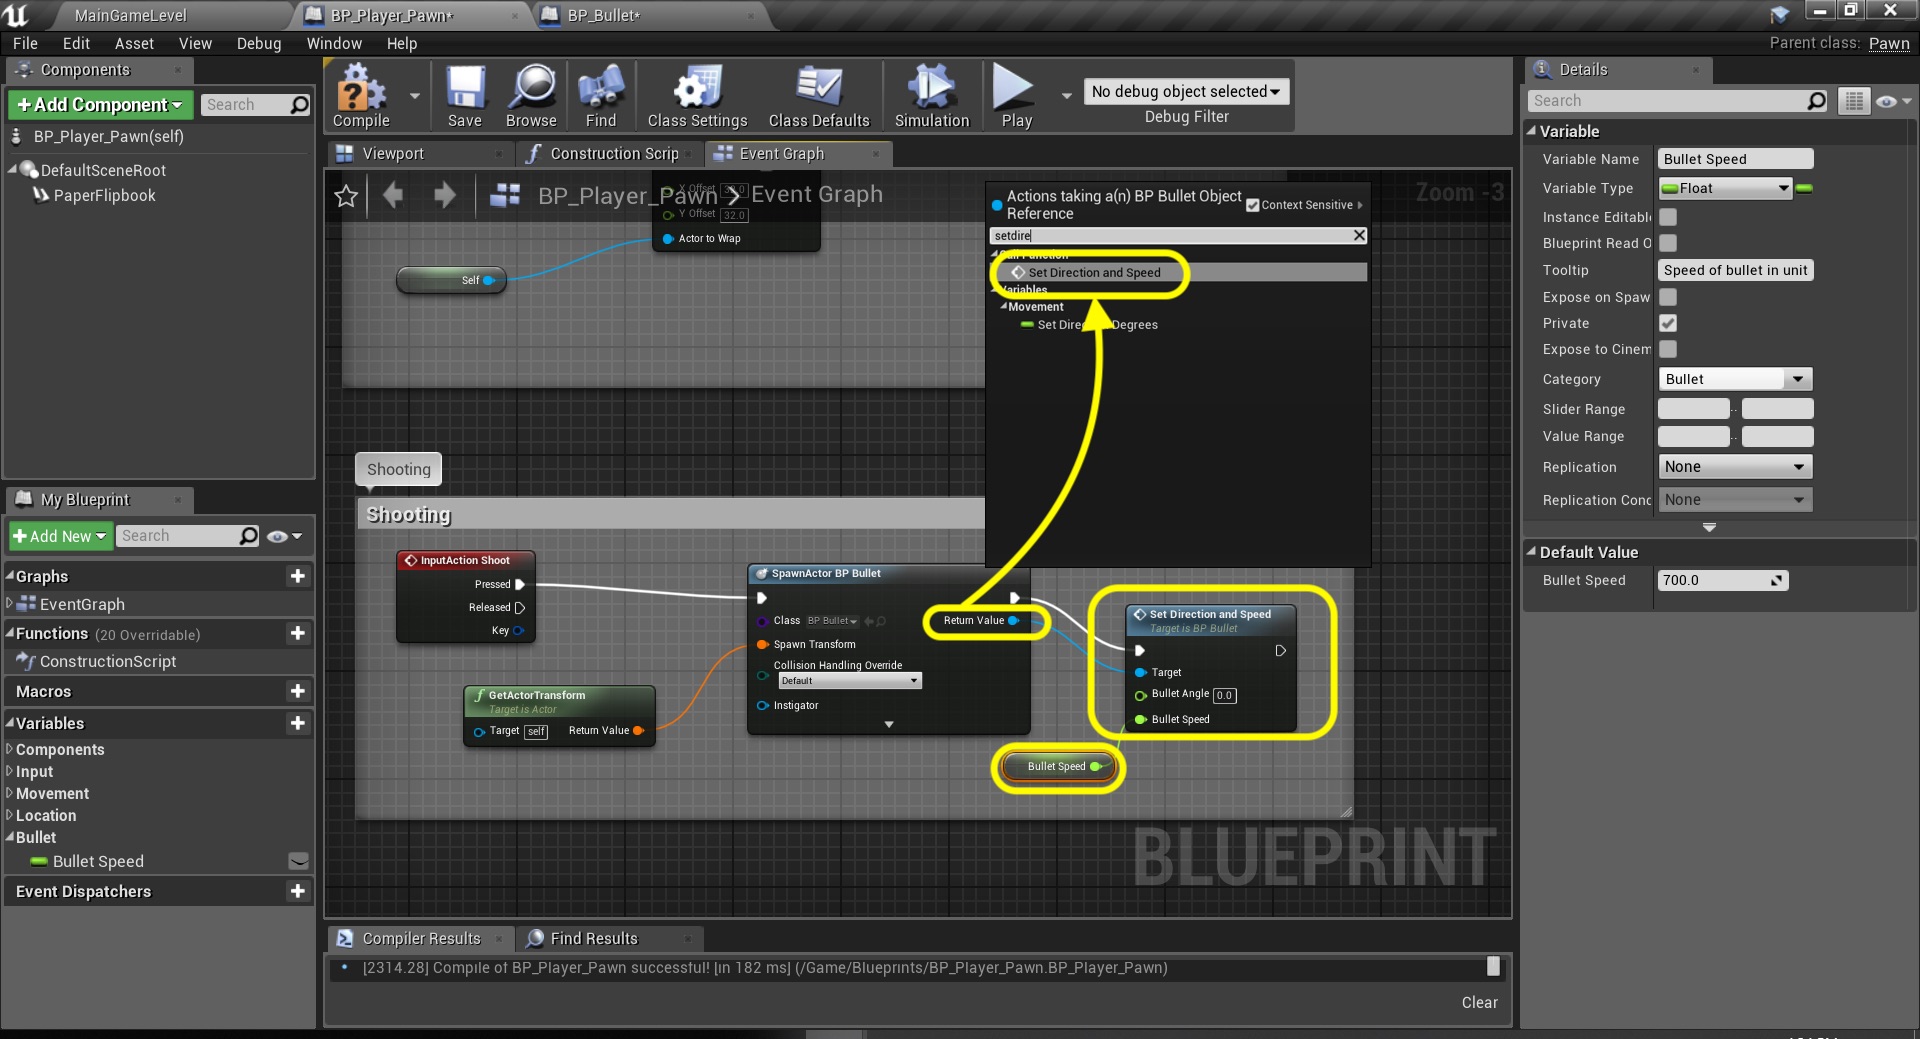 MainGameLevel
BP_Player_Pawn*
BP_Bullet*
File Edit Asset View Debug Window Help
Parent class: Pawn
Components
+Add Component
Search
BP_Player_Pawn(self)
DefaultSceneRoot
PaperFlipbook
Compile
Save
Browse
Find
Class Settings
Class Defaults
Simulation
Play
No debug object selected
Debug Filter
Viewport
Construction Scrip
Event Graph
BP_Player_Pawn > Event Graph
Zoom -3
X Offset 32.0
Y Offset 32.0
Actor to Wrap
Self
Actions taking a(n) BP Bullet Object
Reference
Context Sensitive
setdire
Set Direction and Speed
Variables
Movement
Set Dire Degrees
Shooting
Shooting
InputAction Shoot
Pressed
Released
Key
GetActorTransform
Target is Actor
Target self
Return Value
SpawnActor BP Bullet
Class BP Bullet
Return Value
Spawn Transform
Collision Handling Override
Default
Instigator
Set Direction and Speed
Target is BP Bullet
Target
Bullet Angle 0.0
Bullet Speed
Bullet Speed
BLUEPRINT
My Blueprint
+Add New
Search
Graphs
EventGraph
Functions (20 Overridable)
ConstructionScript
Macros
Variables
Components
Input
Movement
Location
Bullet
Bullet Speed
Event Dispatchers
Compiler Results
Find Results
[2314.28] Compile of BP_Player_Pawn successful! [in 182 ms] (/Game/Blueprints/BP_Player_Pawn.BP_Player_Pawn)
Clear
Details
Search
Variable
Variable Name Bullet Speed
Variable Type Float
Instance Editabl
Blueprint Read O
Tooltip Speed of bullet in unit
Expose on Spaw
Private
Expose to Cinem
Category Bullet
Slider Range
Value Range
Replication None
Replication Cond None
Default Value
Bullet Speed 700.0